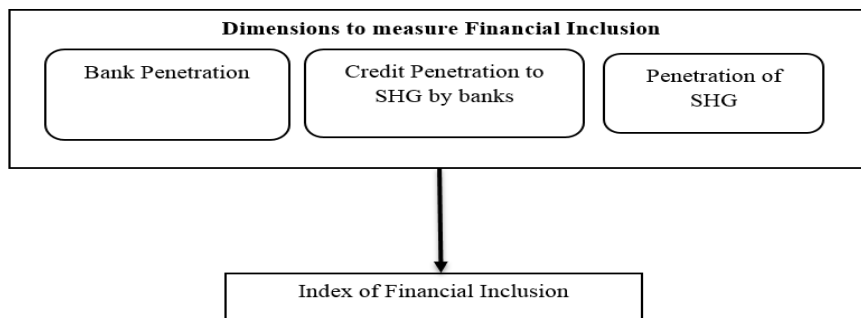 Dimensions to measure Financial Inclusion
Bank Penetration
Credit Penetration to
SHG by banks
Penetration of
SHG
Index of Financial Inclusion